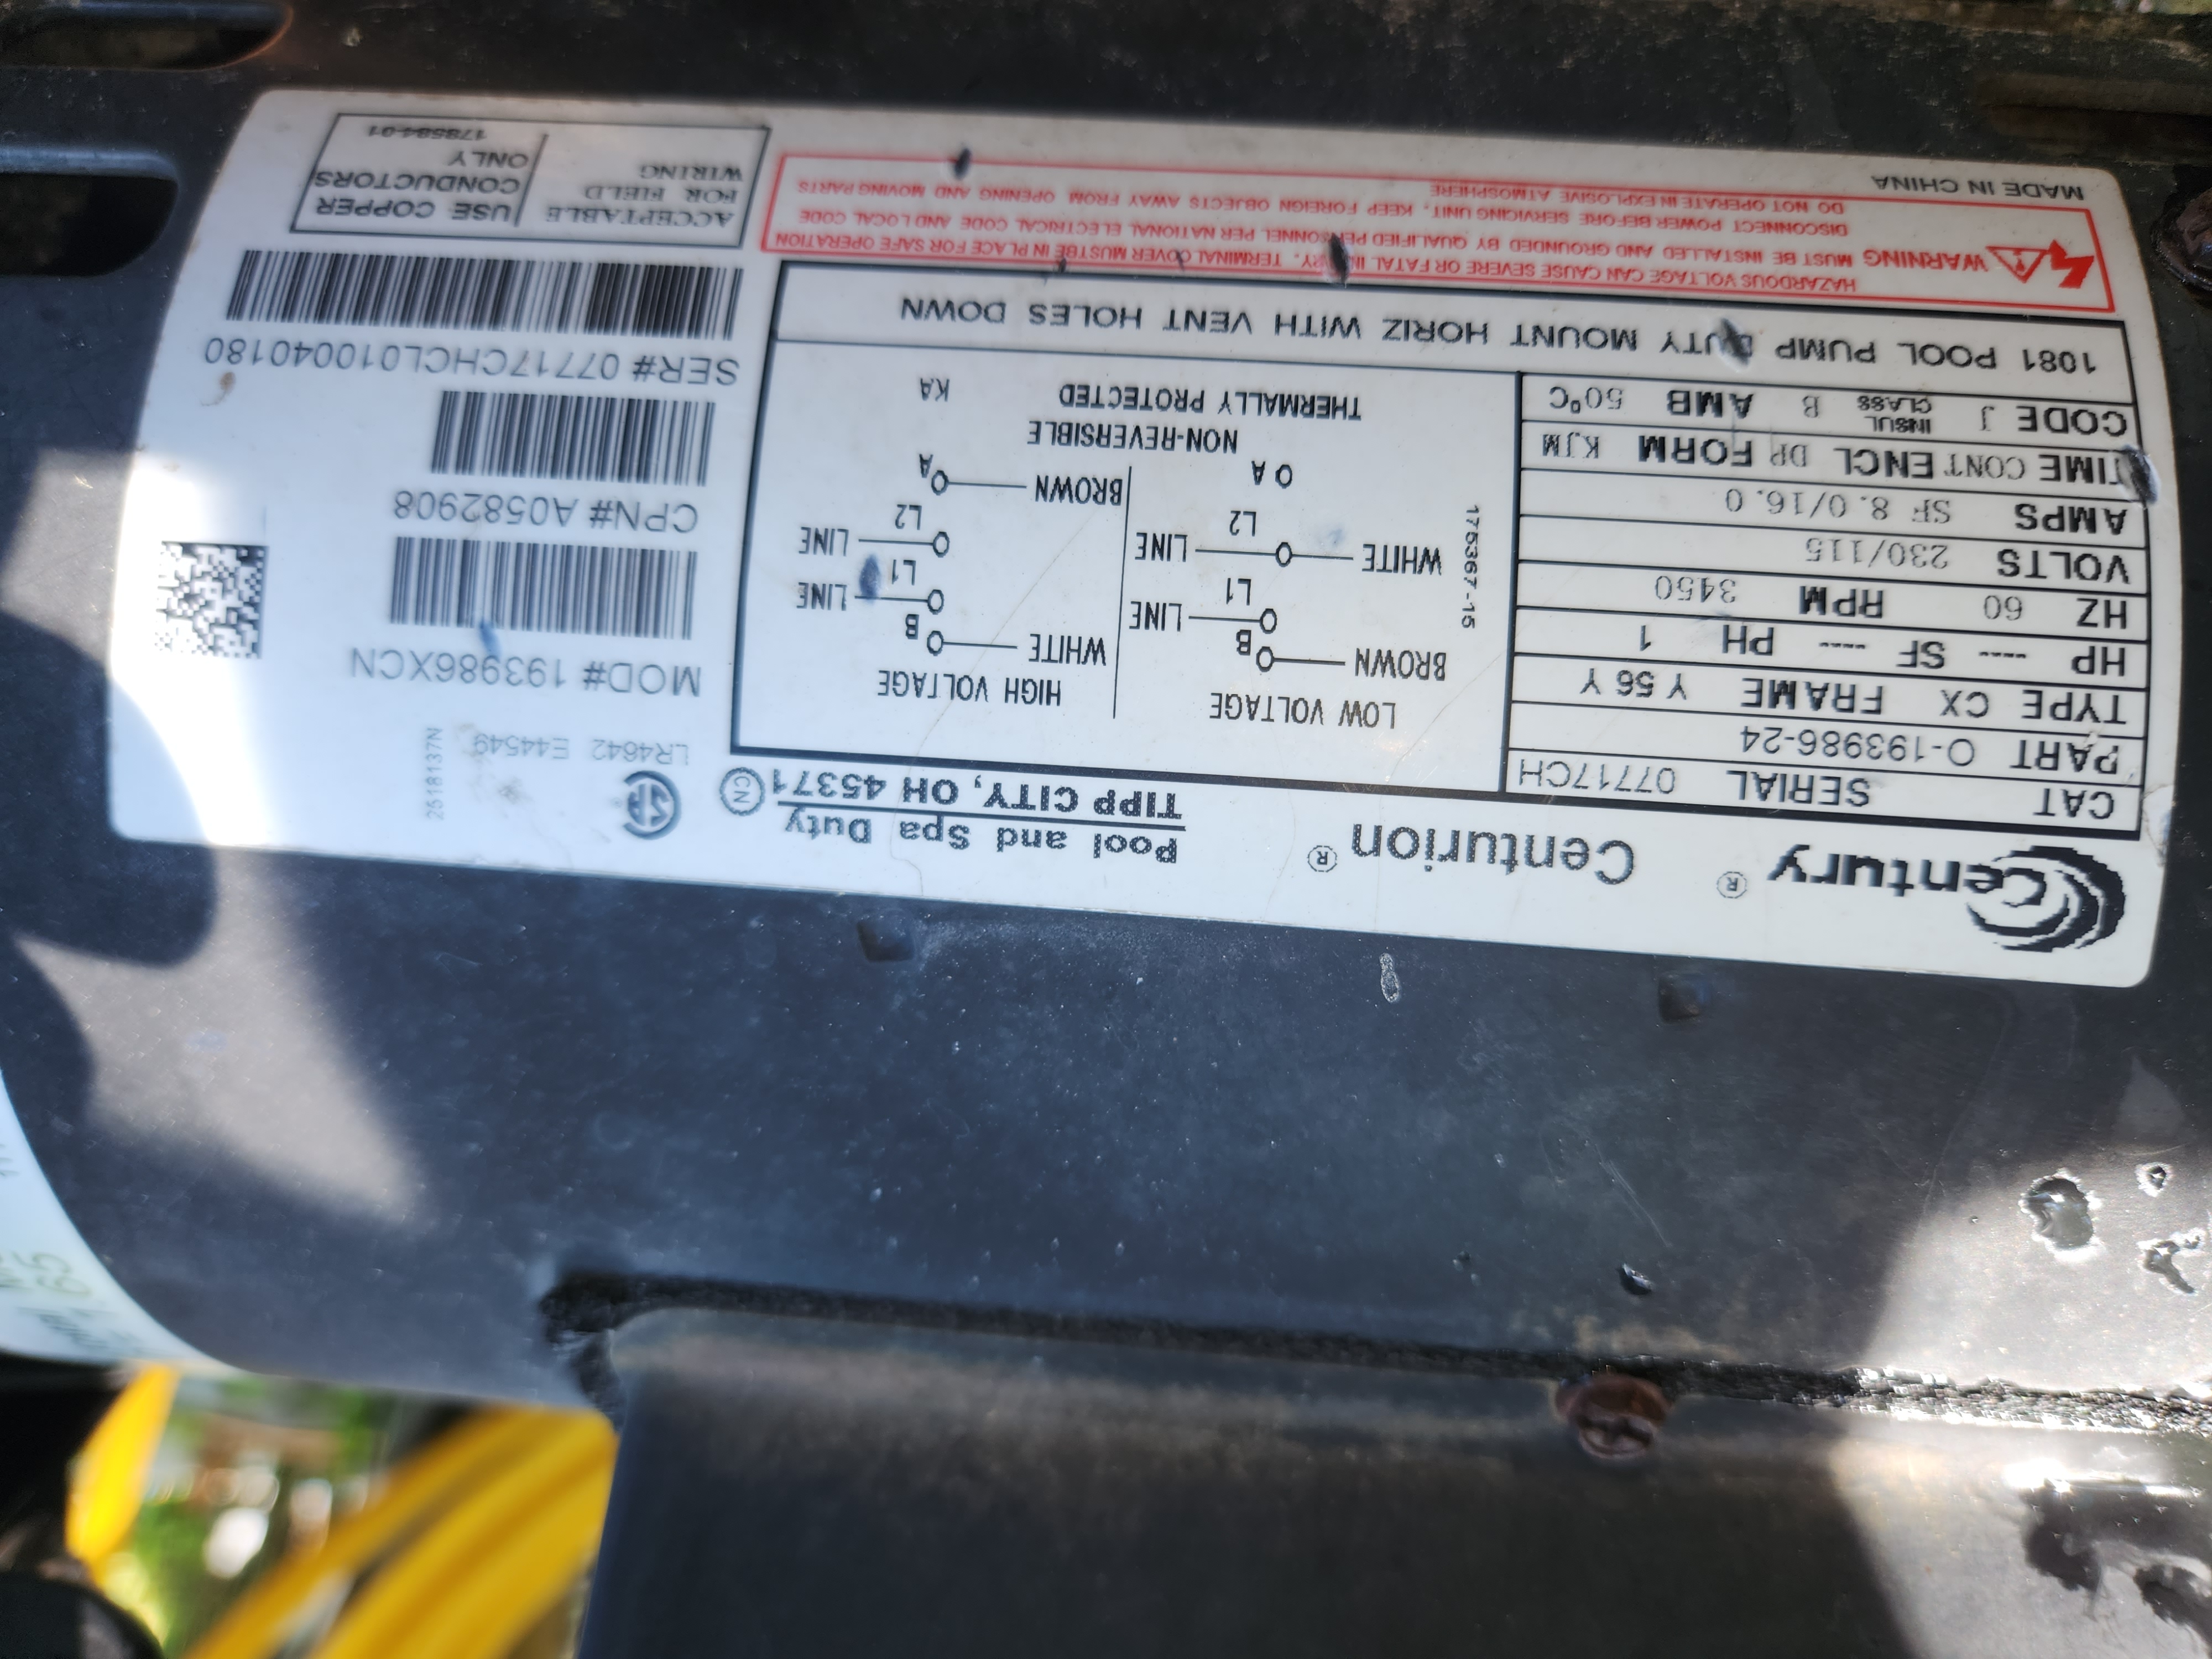 Century ® Centurion ® Pool and Spa Duty
TIPP CITY, OH 45371 CN
CAT SERIAL 07717CH
PART O-193986-24
TYPE CX FRAME Y 56 Y
HP ---- SF ---- PH 1
HZ 60 RPM 3450
VOLTS 230/115
AMPS SF 8.0/16.0
TIME CONT ENCL DP FORM KJM
CODE J INSUL CLASS B AMB 50°C
1081 POOL PUMP DUTY MOUNT HORIZ WITH VENT HOLES DOWN
LOW VOLTAGE
BROWN B
LINE
L1
WHITE LINE
L2
A
175367-15
HIGH VOLTAGE
WHITE B
LINE
L1
LINE
L2
BROWN A
NON-REVERSIBLE
THERMALLY PROTECTED KA
SA
LR4642 E44549
2518137N
MOD# 193986XCN
CPN# A0582908
SER# 07717CHCL010040180
WARNING
HAZARDOUS VOLTAGE CAN CAUSE SEVERE OR FATAL INJURY. TERMINAL COVER MUST BE IN PLACE FOR SAFE OPERATION
MUST BE INSTALLED AND GROUNDED BY QUALIFIED PERSONNEL PER NATIONAL ELECTRICAL CODE AND LOCAL CODE
DISCONNECT POWER BEFORE SERVICING UNIT. KEEP FOREIGN OBJECTS AWAY FROM OPENING AND MOVING PARTS
DO NOT OPERATE IN EXPLOSIVE ATMOSPHERE
MADE IN CHINA
ACCEPTABLE
FOR FIELD
WIRING
USE COPPER
CONDUCTORS
ONLY
178584-01